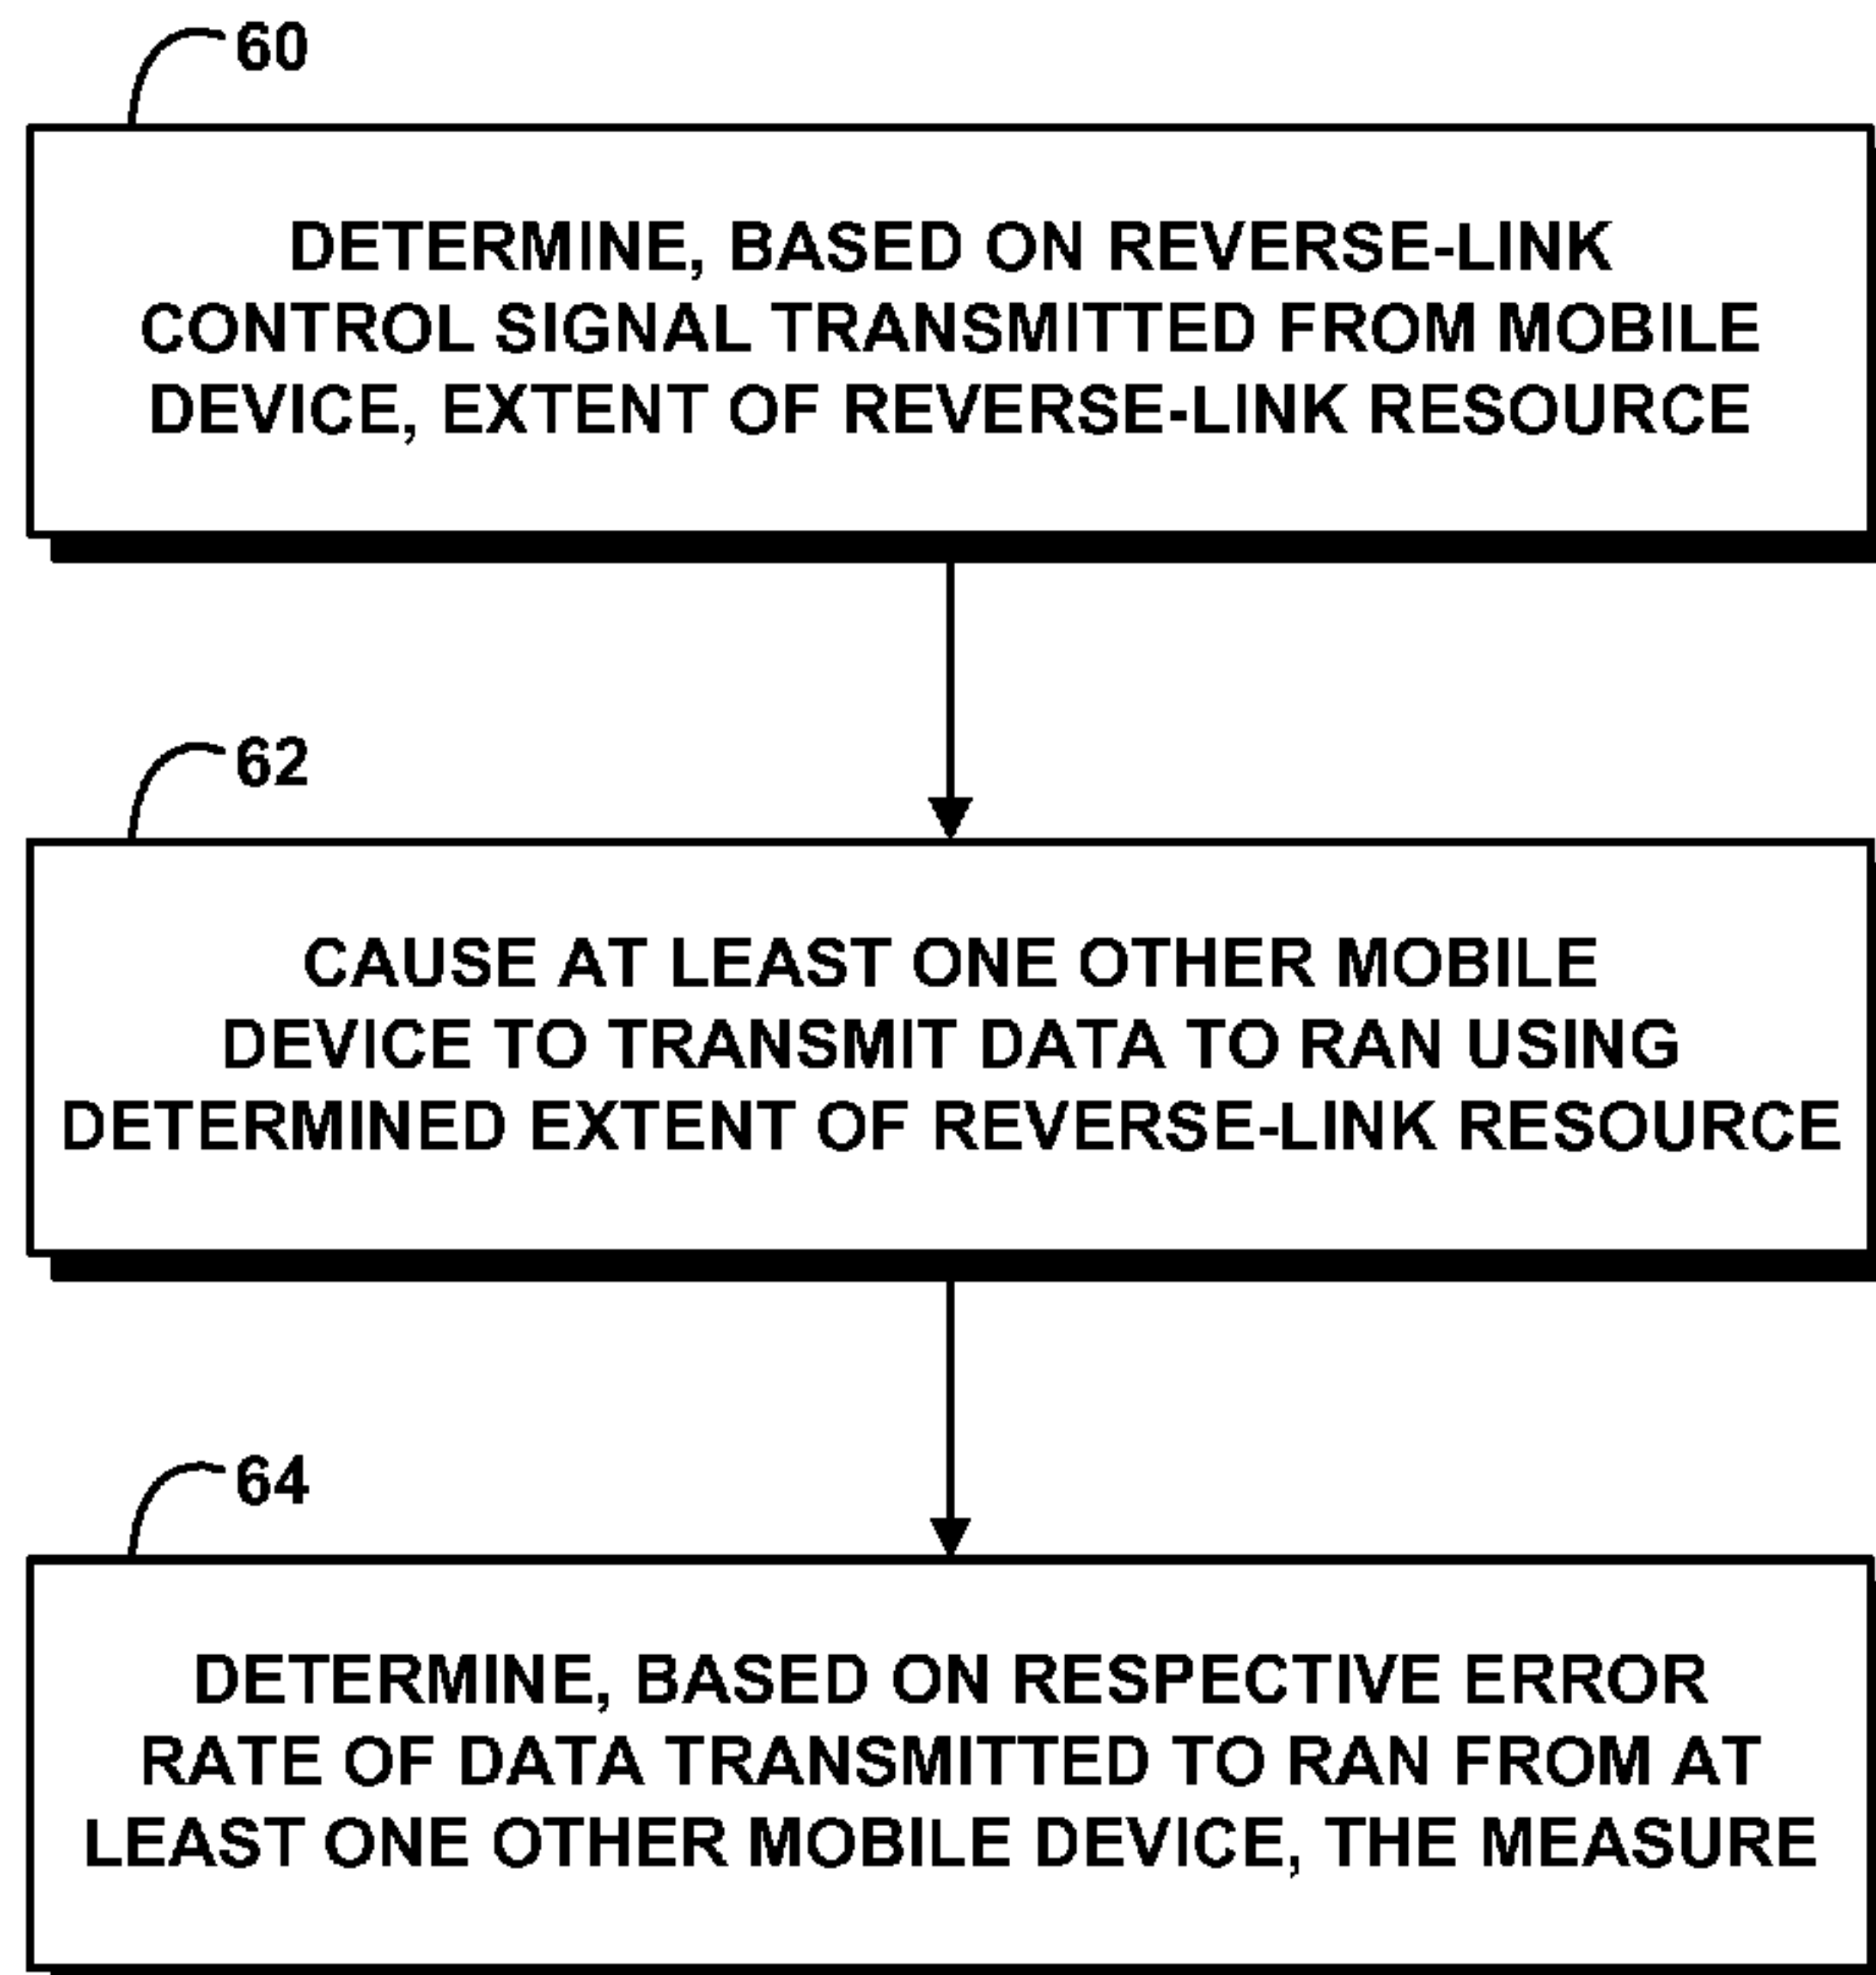 60
DETERMINE, BASED ON REVERSE-LINK
CONTROL SIGNAL TRANSMITTED FROM MOBILE
DEVICE, EXTENT OF REVERSE-LINK RESOURCE
62
CAUSE AT LEAST ONE OTHER MOBILE
DEVICE TO TRANSMIT DATA TO RAN USING
DETERMINED EXTENT OF REVERSE-LINK RESOURCE
64
DETERMINE, BASED ON RESPECTIVE ERROR
RATE OF DATA TRANSMITTED TO RAN FROM AT
LEAST ONE OTHER MOBILE DEVICE, THE MEASURE